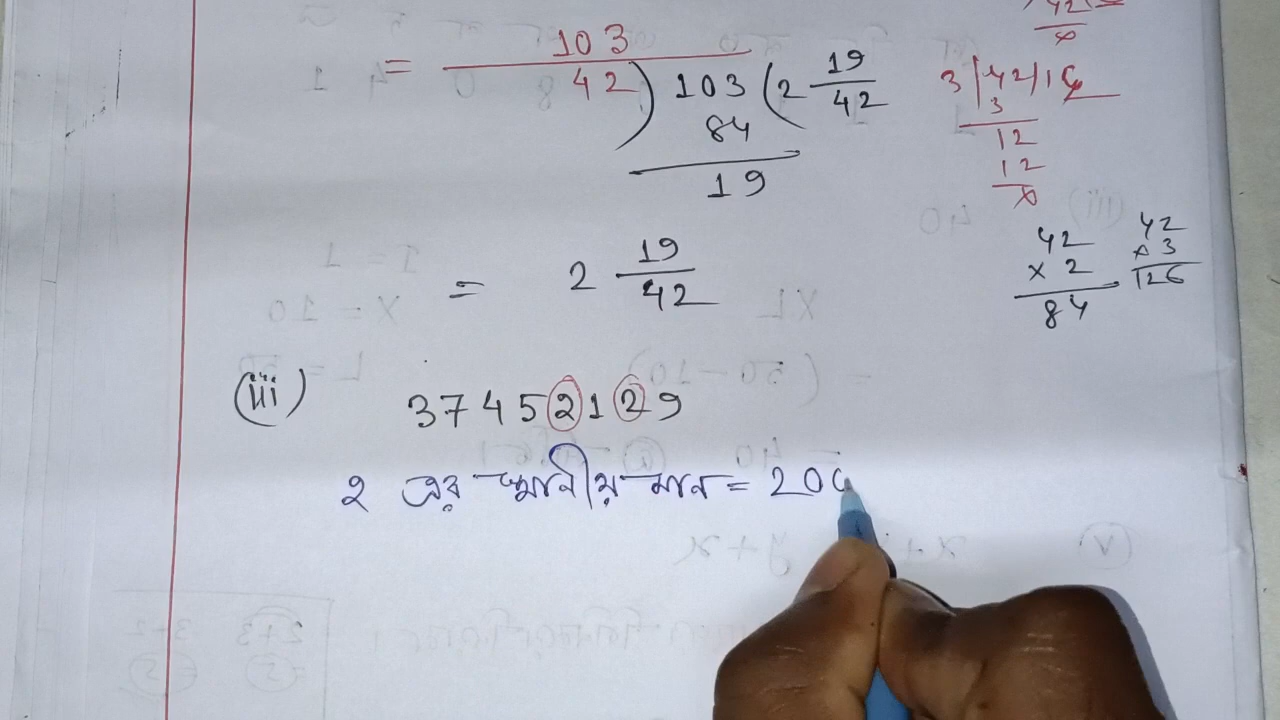 103
= 42 ) 103 ( 2 19/42
84
19
= 2 19/42
3 | 42 | 1
3
12
12
×
42
× 2
84
42
× 3
126
(iii) 37452129
২ এর স্থানীয় মান = 200